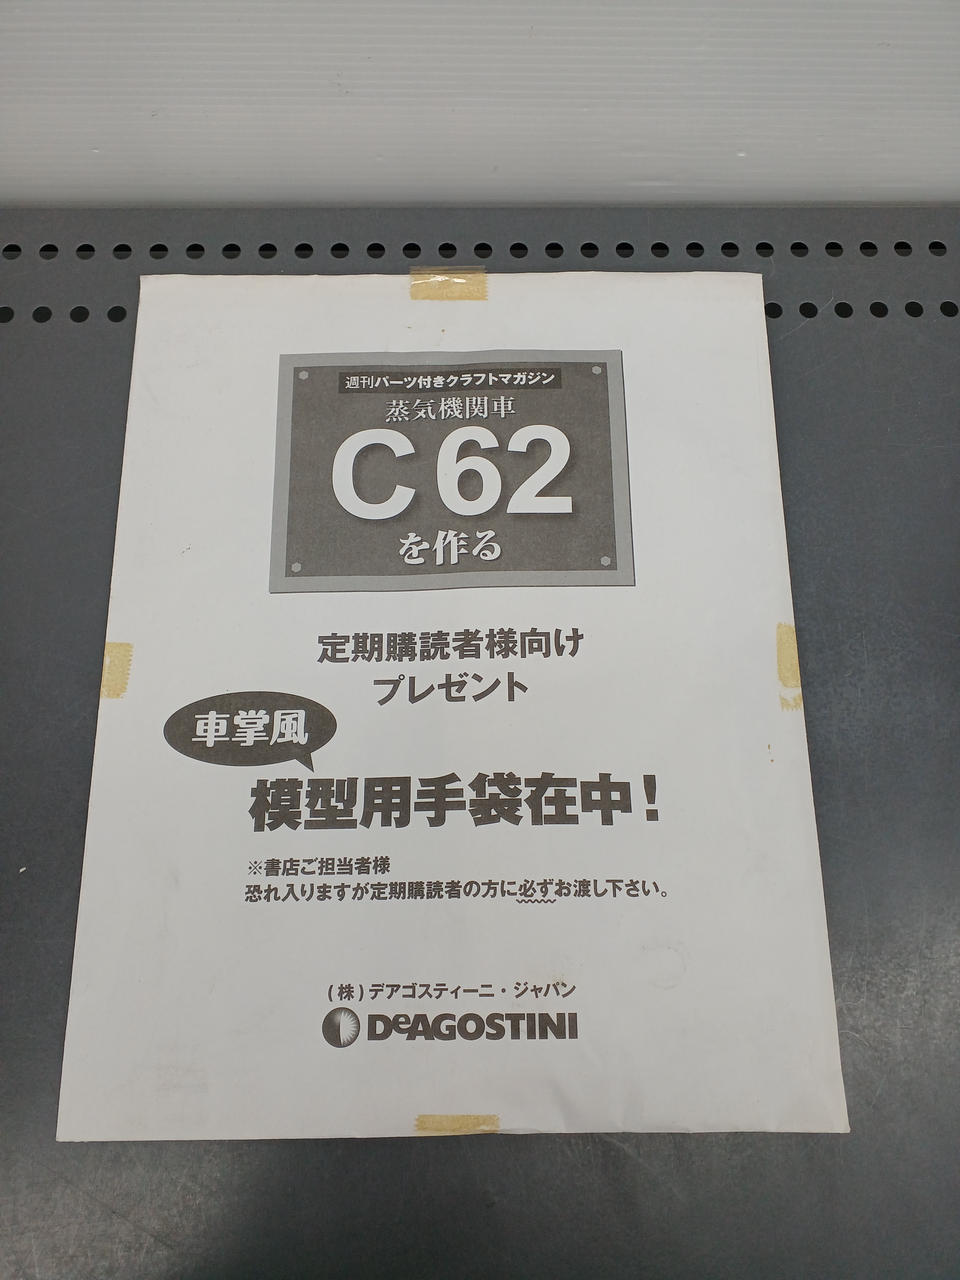 週刊パーツ付きクラフトマガジン
蒸気機関車
C62
を作る
定期購読者様向け
プレゼント
車掌風
模型用手袋在中！
※書店ご担当者様
恐れ入りますが定期購読者の方に必ずお渡し下さい。
(株)デアゴスティーニ・ジャパン
DeAGOSTINI